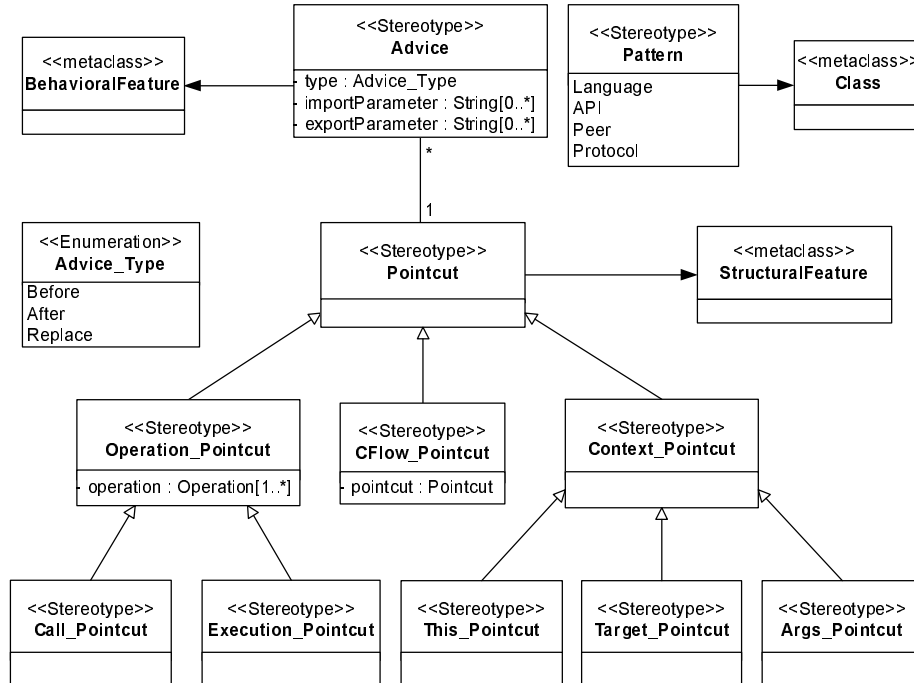 <<Stereotype>>
Advice
- type : Advice_Type
- importParameter : String[0..*]
- exportParameter : String[0..*]
<<Stereotype>>
Pattern
Language
API
Peer
Protocol
<<metaclass>>
BehavioralFeature
<<metaclass>>
Class
*
1
<<Enumeration>>
Advice_Type
Before
After
Replace
<<Stereotype>>
Pointcut
<<metaclass>>
StructuralFeature
<<Stereotype>>
Operation_Pointcut
- operation : Operation[1..*]
<<Stereotype>>
CFlow_Pointcut
- pointcut : Pointcut
<<Stereotype>>
Context_Pointcut
<<Stereotype>>
Call_Pointcut
<<Stereotype>>
Execution_Pointcut
<<Stereotype>>
This_Pointcut
<<Stereotype>>
Target_Pointcut
<<Stereotype>>
Args_Pointcut